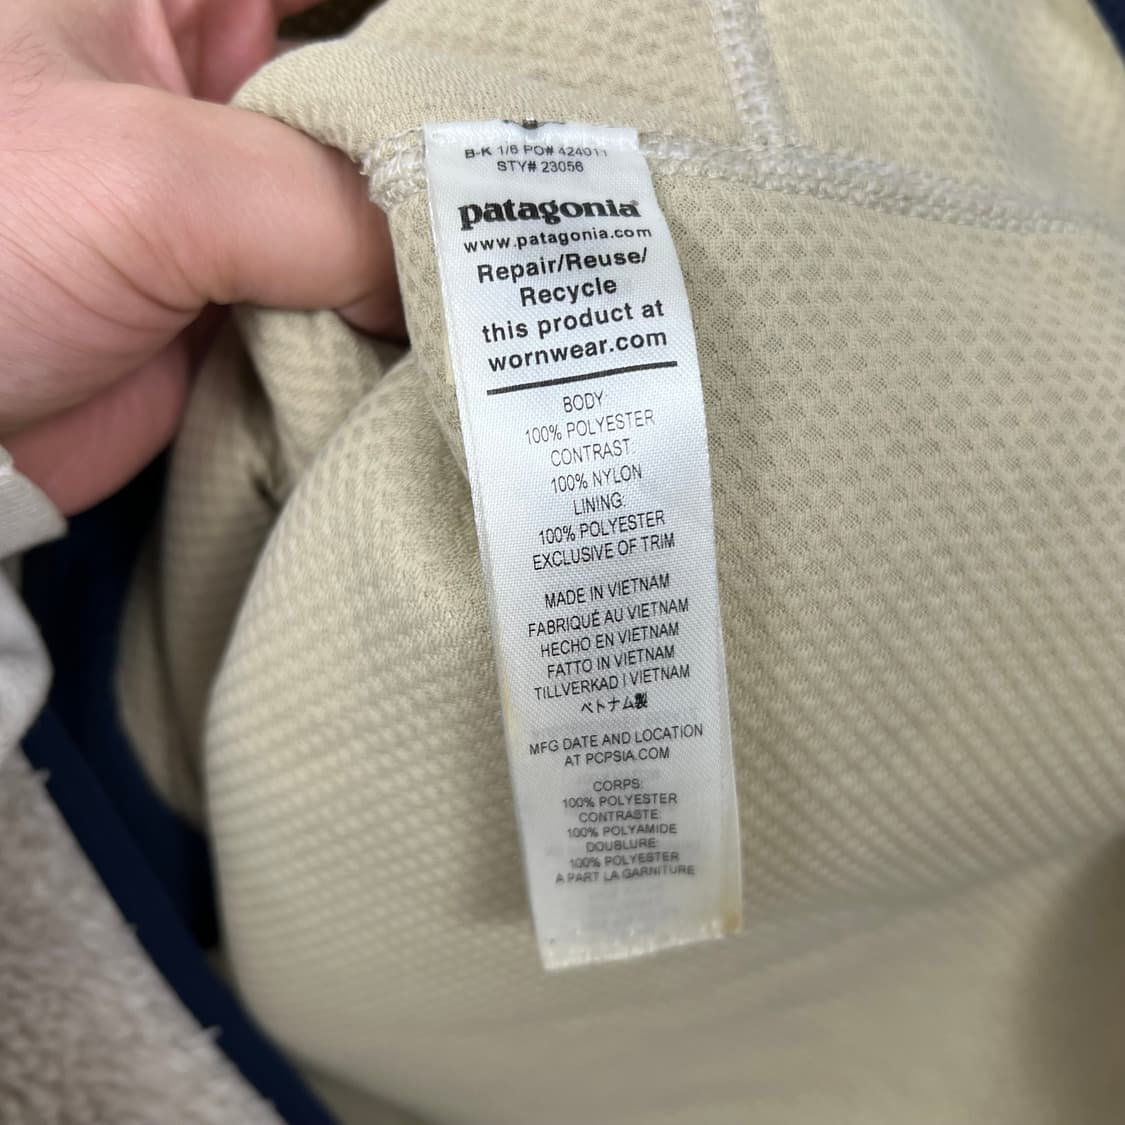 B-K 1/6 PO# 424011
STY# 23056
patagonia
www.patagonia.com
Repair/Reuse/
Recycle
this product at
wornwear.com
BODY:
100% POLYESTER
CONTRAST:
100% NYLON
LINING:
100% POLYESTER
EXCLUSIVE OF TRIM
MADE IN VIETNAM
FABRIQUÉ AU VIETNAM
HECHO EN VIETNAM
FATTO IN VIETNAM
TILLVERKAD I VIETNAM
ベトナム製
MFG DATE AND LOCATION
AT PCPSIA.COM
CORPS:
100% POLYESTER
CONTRASTE:
100% POLYAMIDE
DOUBLURE:
100% POLYESTER
A PART LA GARNITURE